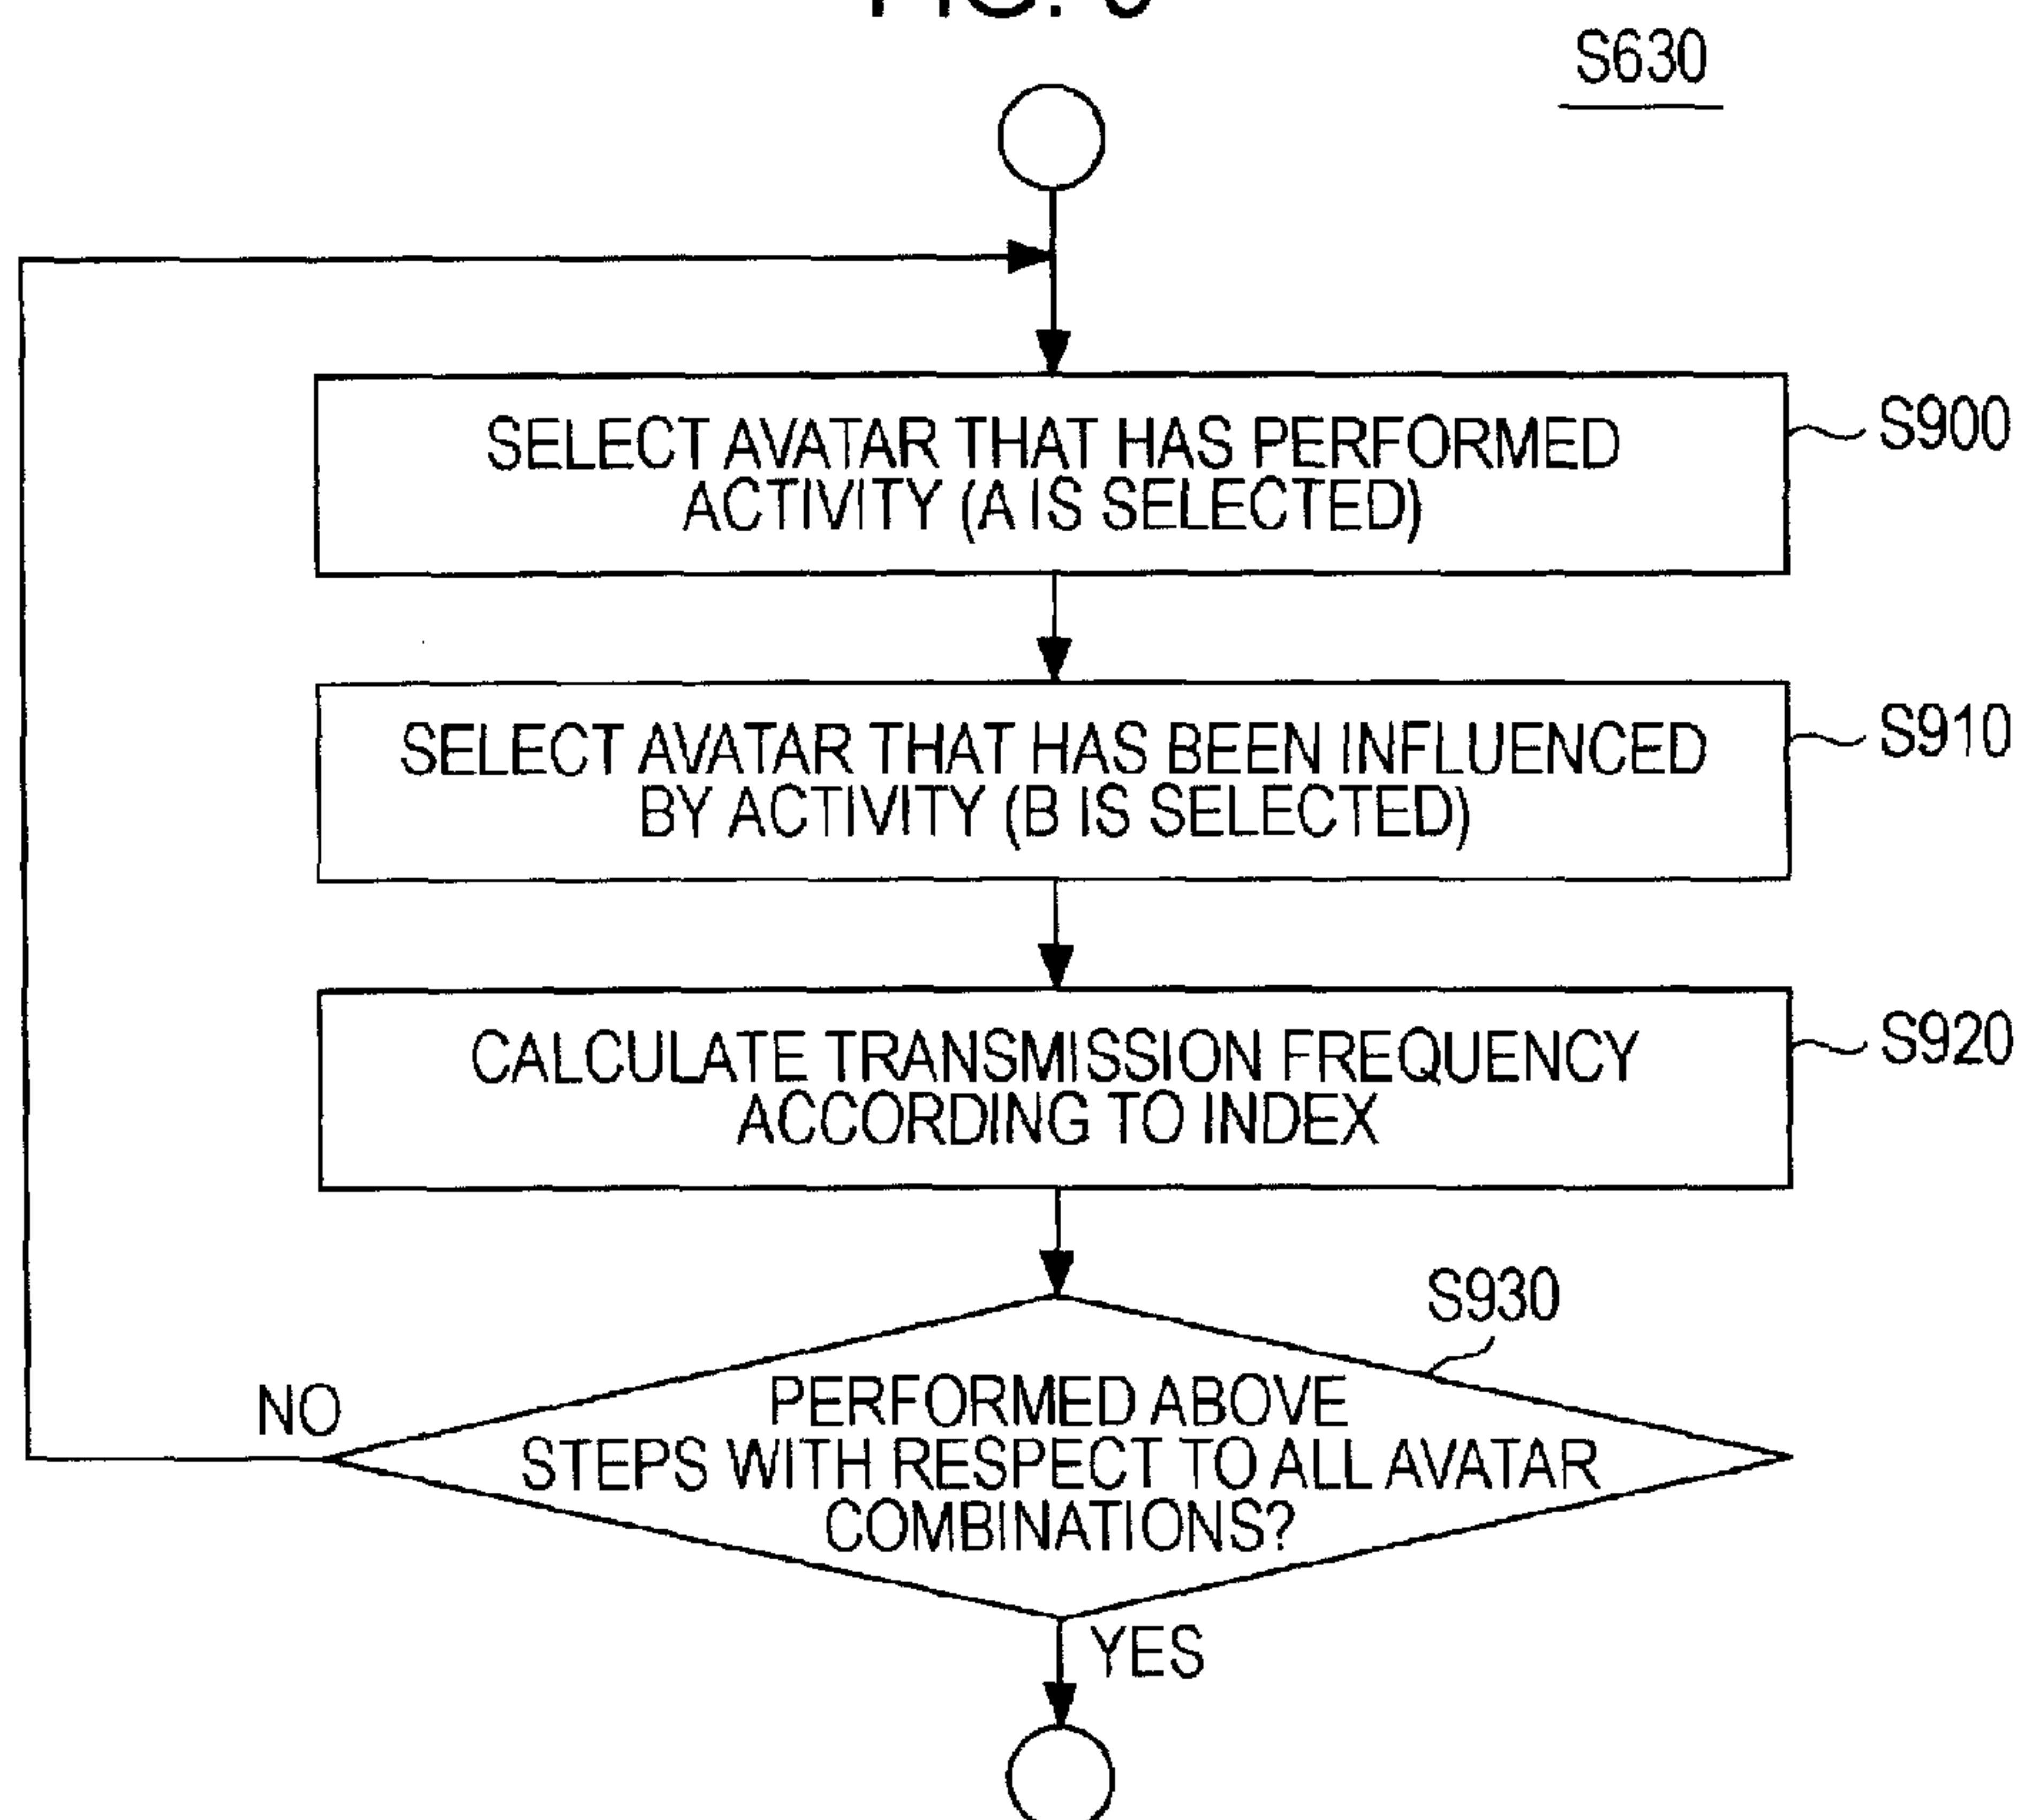 S630
SELECT AVATAR THAT HAS PERFORMED
ACTIVITY (A IS SELECTED)
S900
SELECT AVATAR THAT HAS BEEN INFLUENCED
BY ACTIVITY (B IS SELECTED)
S910
CALCULATE TRANSMISSION FREQUENCY
ACCORDING TO INDEX
S920
S930
PERFORMED ABOVE
STEPS WITH RESPECT TO ALL AVATAR
COMBINATIONS?
NO
YES